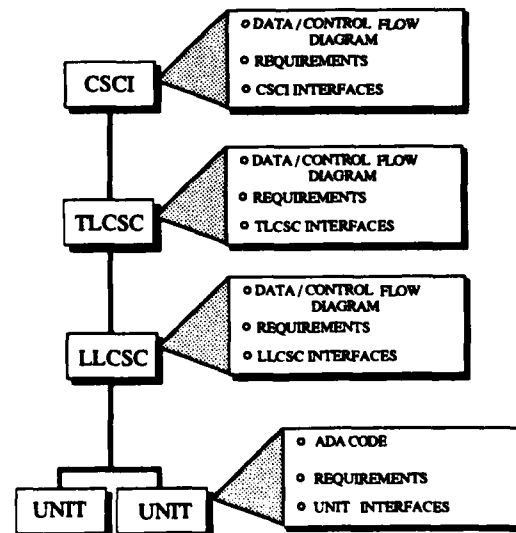 ○ DATA / CONTROL FLOW
DIAGRAM
○ REQUIREMENTS
○ CSCI INTERFACES
CSCI
○ DATA / CONTROL FLOW
DIAGRAM
○ REQUIREMENTS
○ TLCSC INTERFACES
TLCSC
○ DATA / CONTROL FLOW
DIAGRAM
○ REQUIREMENTS
○ LLCSC INTERFACES
LLCSC
○ ADA CODE
○ REQUIREMENTS
○ UNIT INTERFACES
UNIT
UNIT